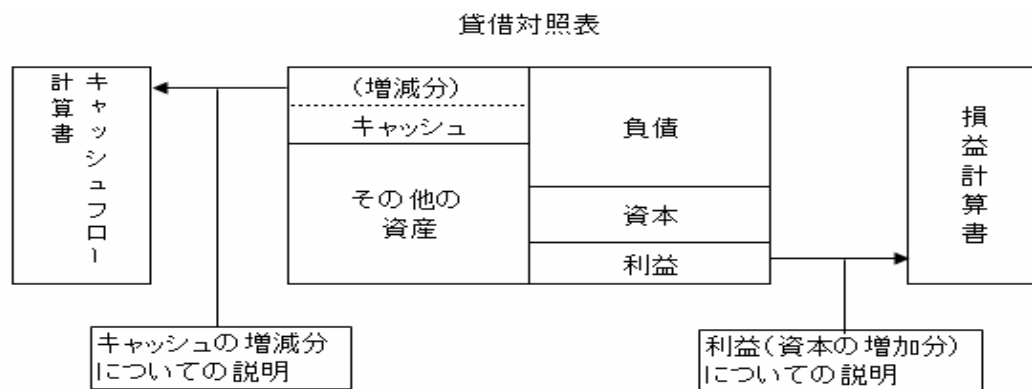 貸借対照表
キャッシュフロー
計算書
(増減分)
キャッシュ
その他の
資産
負債
資本
利益
損益計算書
キャッシュの増減分
についての説明
利益(資本の増加分)
についての説明